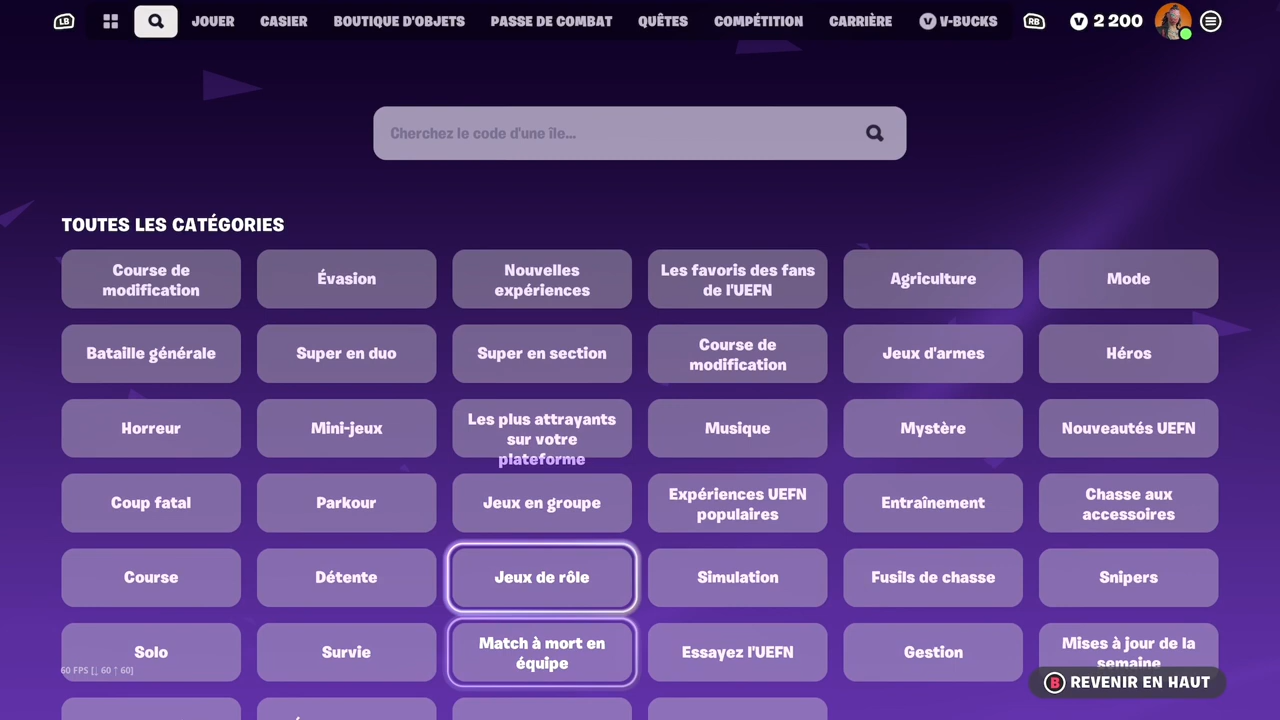 LB
JOUER
CASIER
BOUTIQUE D'OBJETS
PASSE DE COMBAT
QUÊTES
COMPÉTITION
CARRIÈRE
V-BUCKS
RB
2 200
Cherchez le code d'une île...
TOUTES LES CATÉGORIES
Course de
modification
Évasion
Nouvelles
expériences
Les favoris des fans
de l'UEFN
Agriculture
Mode
Bataille générale
Super en duo
Super en section
Course de
modification
Jeux d'armes
Héros
Horreur
Mini-jeux
Les plus attrayants
sur votre
plateforme
Musique
Mystère
Nouveautés UEFN
Coup fatal
Parkour
Jeux en groupe
Expériences UEFN
populaires
Entraînement
Chasse aux
accessoires
Course
Détente
Jeux de rôle
Simulation
Fusils de chasse
Snipers
Solo
Survie
Match à mort en
équipe
Essayez l'UEFN
Gestion
Mises à jour de la
semaine
60 FPS [↓ 60 ↑ 60]
B REVENIR EN HAUT